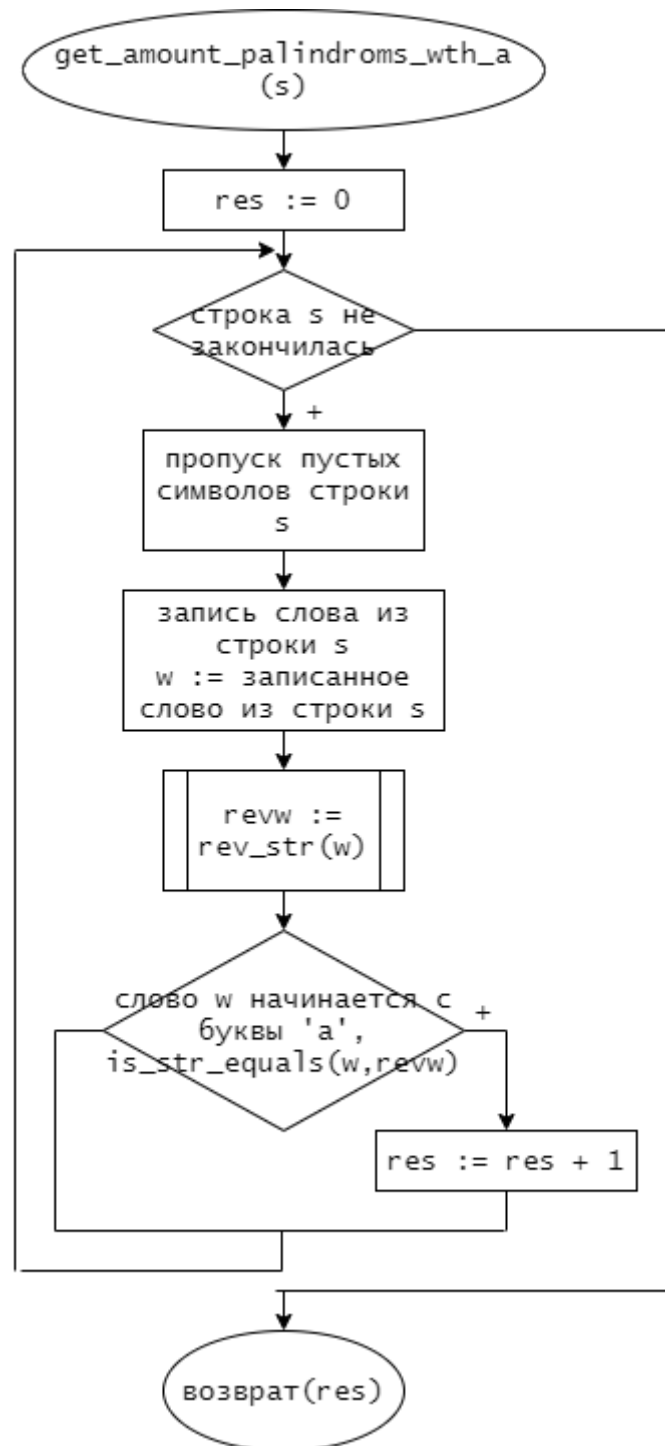 get_amount_palindroms_wth_a
(s)
res := 0
строка s не
закончилась
+
пропуск пустых
символов строки
s
запись слова из
строки s
w := записанное
слово из строки s
revw :=
rev_str(w)
слово w начинается с
буквы 'a',
is_str_equals(w,revw)
+
res := res + 1
возврат(res)